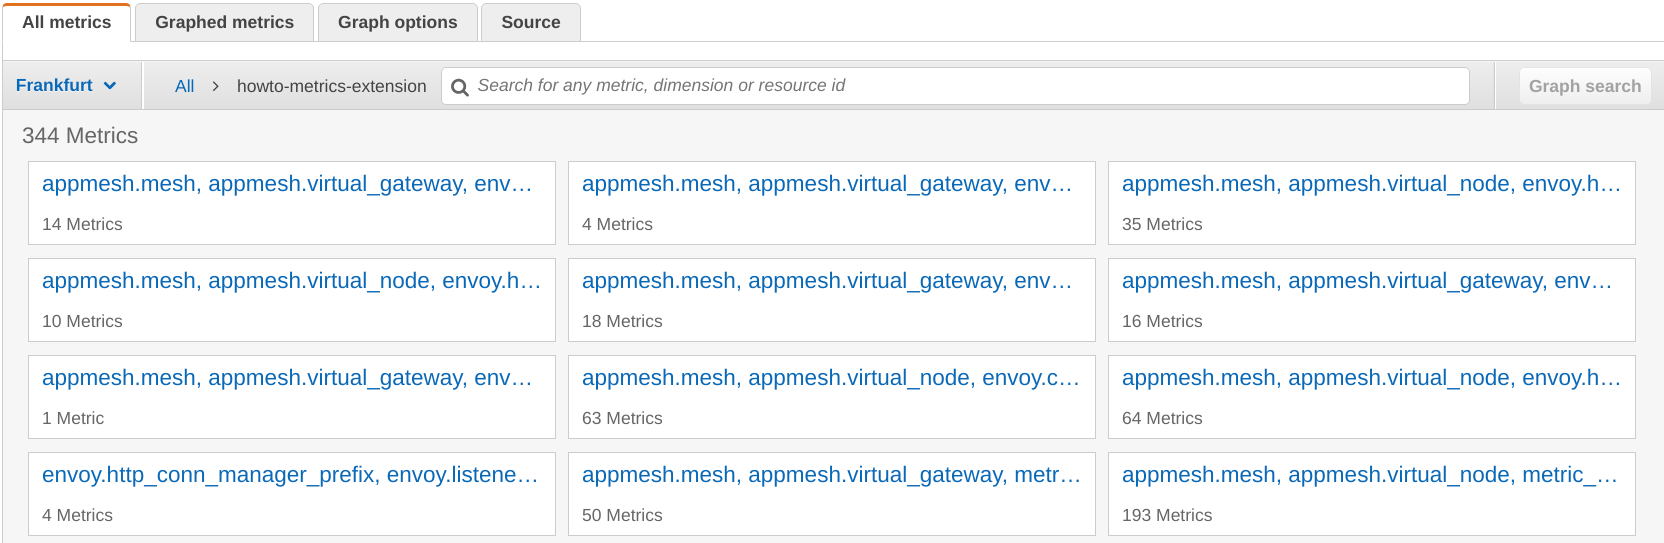 All metrics Graphed metrics Graph options Source
Frankfurt All > howto-metrics-extension Search for any metric, dimension or resource id Graph search
344 Metrics
appmesh.mesh, appmesh.virtual_gateway, env… appmesh.mesh, appmesh.virtual_gateway, env… appmesh.mesh, appmesh.virtual_node, envoy.h…
14 Metrics 4 Metrics 35 Metrics
appmesh.mesh, appmesh.virtual_node, envoy.h… appmesh.mesh, appmesh.virtual_gateway, env… appmesh.mesh, appmesh.virtual_gateway, env…
10 Metrics 18 Metrics 16 Metrics
appmesh.mesh, appmesh.virtual_gateway, env… appmesh.mesh, appmesh.virtual_node, envoy.c… appmesh.mesh, appmesh.virtual_node, envoy.h…
1 Metric 63 Metrics 64 Metrics
envoy.http_conn_manager_prefix, envoy.listene… appmesh.mesh, appmesh.virtual_gateway, metr… appmesh.mesh, appmesh.virtual_node, metric_…
4 Metrics 50 Metrics 193 Metrics